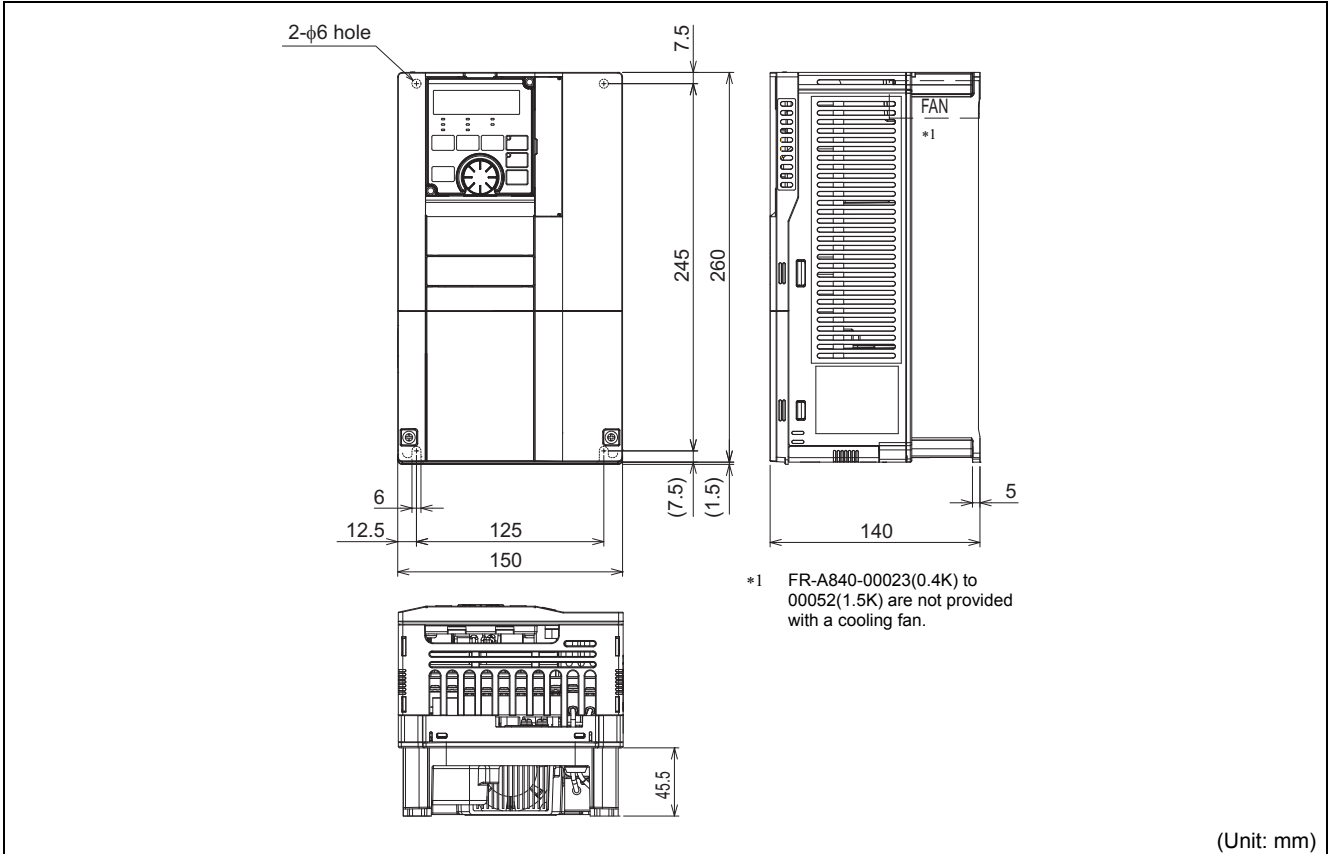 2-ϕ6 hole
7.5
FAN
*1
245
260
6
(7.5)
(1.5)
5
12.5
125
140
150
*1 FR-A840-00023(0.4K) to
00052(1.5K) are not provided
with a cooling fan.
45.5
(Unit: mm)